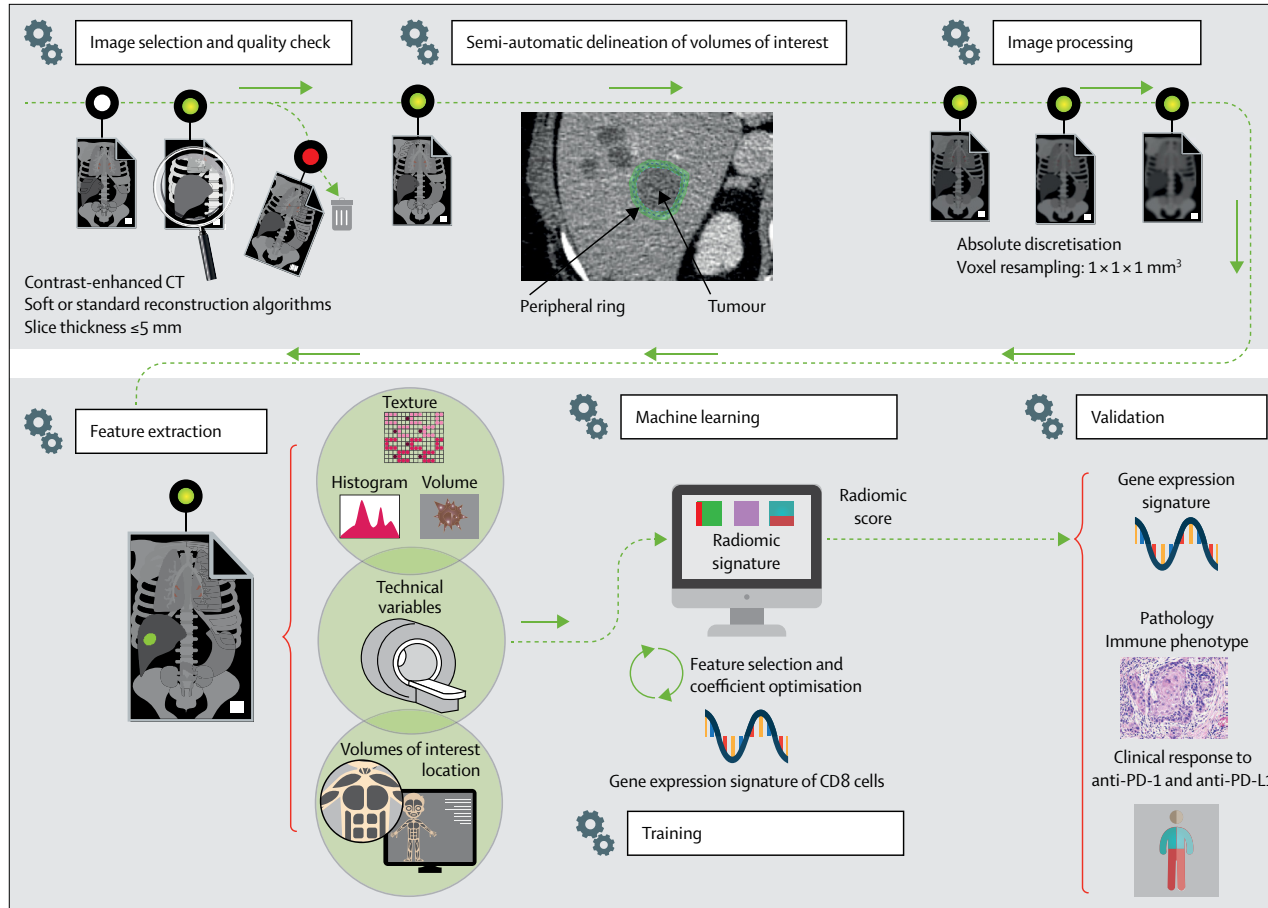 Image selection and quality check
Semi-automatic delineation of volumes of interest
Image processing
Contrast-enhanced CT
Soft or standard reconstruction algorithms
Slice thickness ≤5 mm
Peripheral ring
Tumour
Absolute discretisation
Voxel resampling: 1 × 1 × 1 mm³
Feature extraction
Texture
Histogram
Volume
Technical
variables
Volumes of interest
location
Machine learning
Radiomic
signature
Radiomic
score
Feature selection and
coefficient optimisation
Gene expression signature of CD8 cells
Training
Validation
Gene expression
signature
Pathology
Immune phenotype
Clinical response to
anti-PD-1 and anti-PD-L1